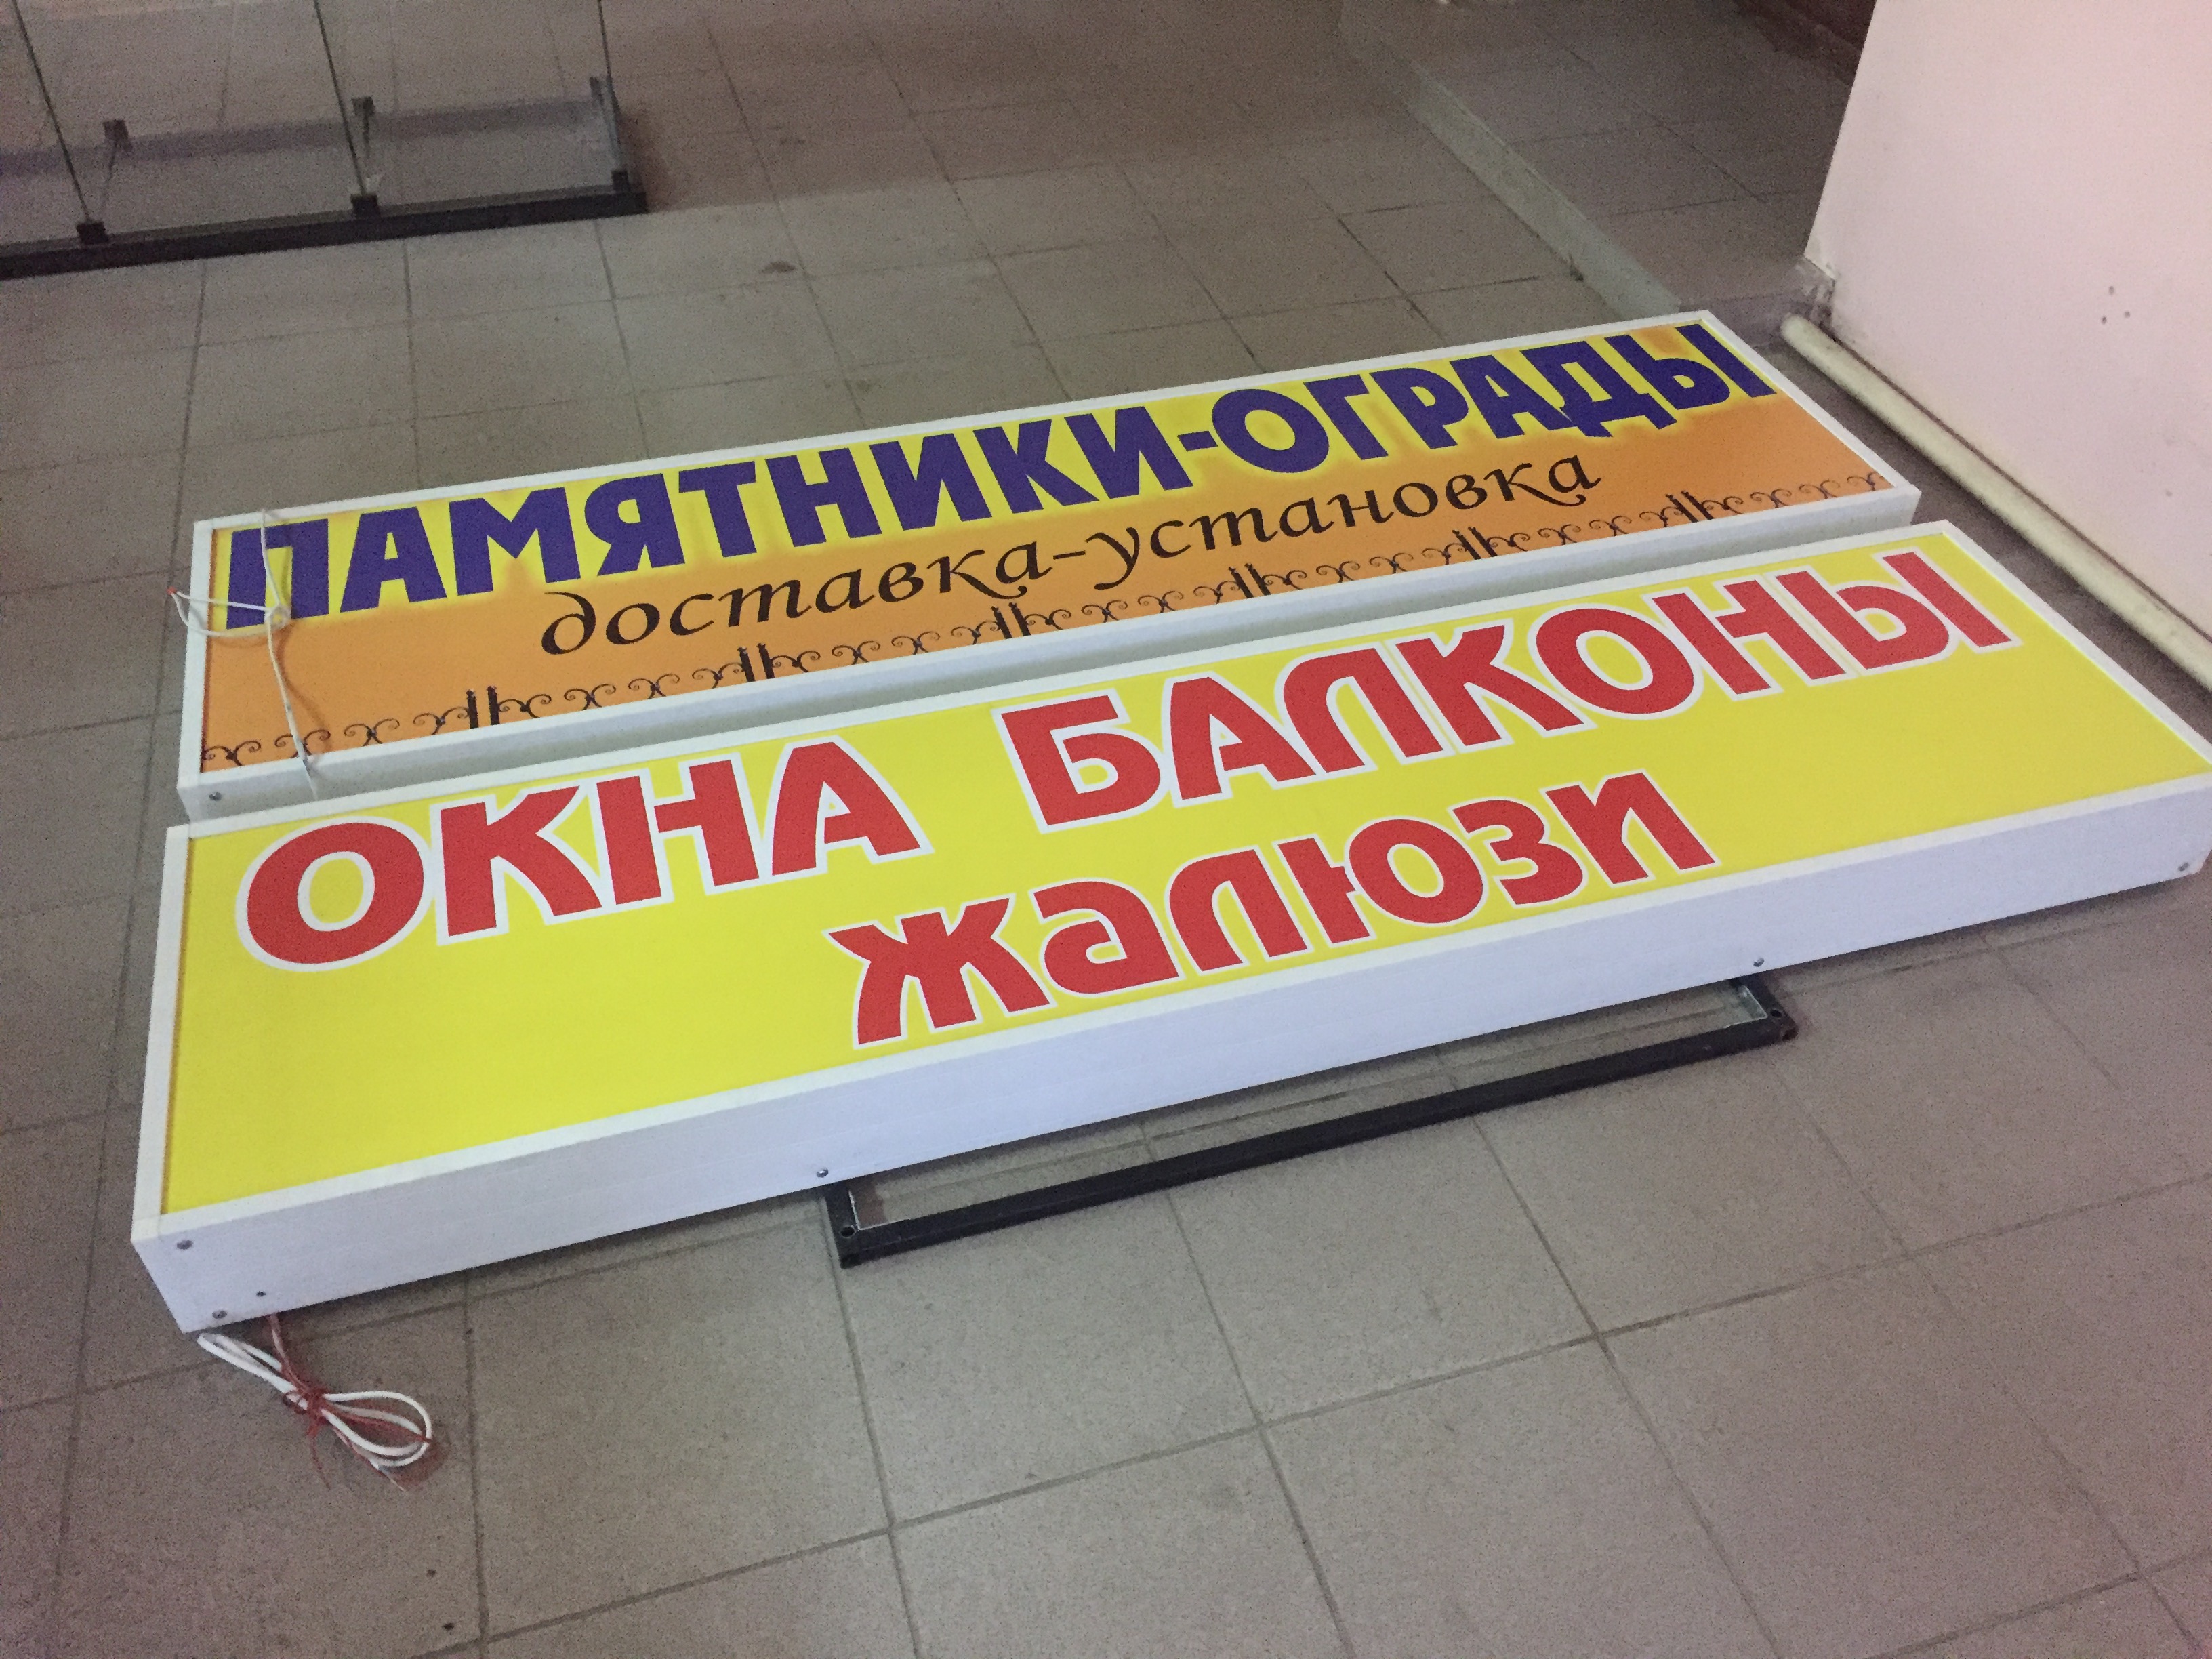 ПАМЯТНИКИ-ОГРАДЫ
доставка-установка
ОКНА БАЛКОНЫ
жалюзи